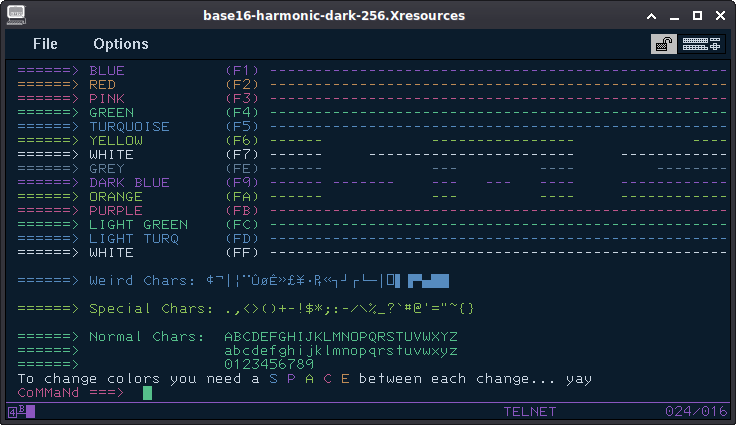 base16-harmonic-dark-256.Xresources
File Options
======> BLUE (F1) ---------------------------------------------------
======> RED (F2) ---------------------------------------------------
======> PINK (F3) ---------------------------------------------------
======> GREEN (F4) ---------------------------------------------------
======> TURQUOISE (F5) ---------------------------------------------------
======> YELLOW (F6) ------            ----------------             ----
======> WHITE (F7) ------     ----------------------      ------------
======> GREY (FE) ------            ---     ----            ---
======> DARK BLUE (F9) ------ -------    ---   ---   ----      ------------
======> ORANGE (FA) ------            ---     ----            ---
======> PURPLE (FB) ---------------------------------------------------
======> LIGHT GREEN (FC) ---------------------------------------------------
======> LIGHT TURQ (FD) ---------------------------------------------------
======> WHITE (FF) ---------------------------------------------------
======> Weird Chars: ¢¬|¦¨ÛøÊ»£¥·₧«┐┘┌└─│
======> Special Chars: .,<>()+-!$*;:-/\%_?`#@'="~{}
======> Normal Chars: ABCDEFGHIJKLMNOPQRSTUVWXYZ
======> abcdefghijklmnopqrstuvwxyz
======> 0123456789
To change colors you need a S P A C E between each change... yay
CoMMaNd ===>
4B TELNET 024/016